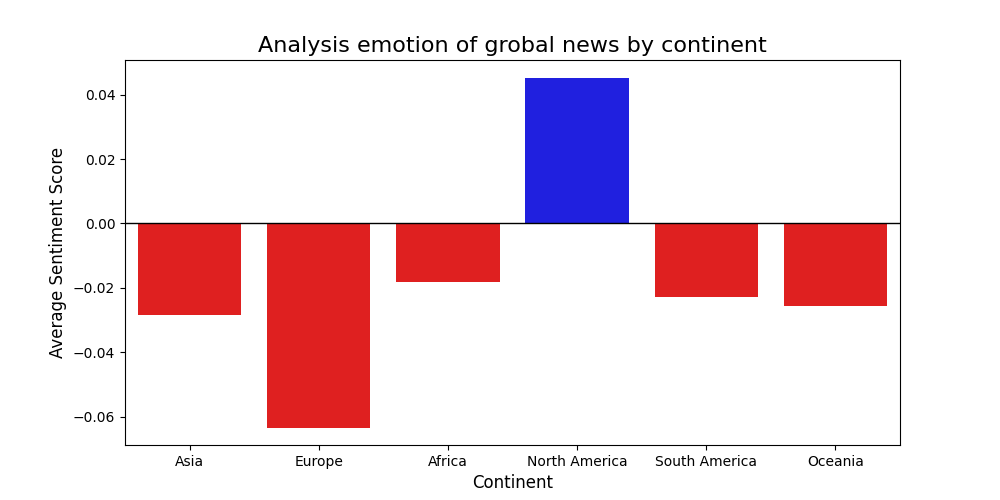 Analysis emotion of grobal news by continent
0.04
0.02
0.00
−0.02
−0.04
−0.06
Average Sentiment Score
Asia Europe Africa North America South America Oceania
Continent